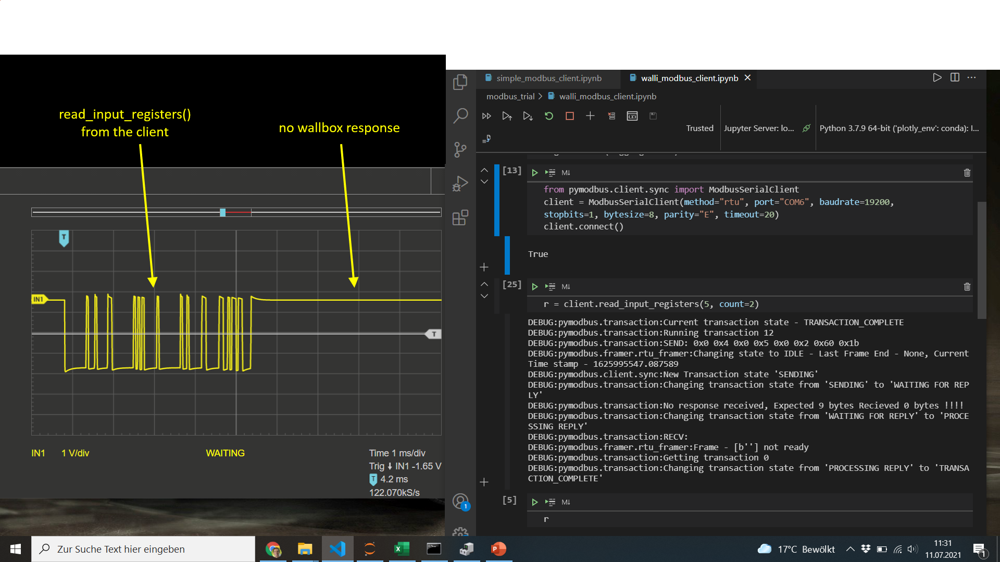 read_input_registers()
from the client
no wallbox response
T
IN1
T
IN1
1 V/div
WAITING
Time 1 ms/div
Trig IN1 -1.65 V
T 4.2 ms
122.070kS/s
simple_modbus_client.ipynb
walli_modbus_client.ipynb
modbus_trial > walli_modbus_client.ipynb
Trusted
Jupyter Server: lo...
Python 3.7.9 64-bit ('plotly_env': conda): I...
[13]
M↓
from pymodbus.client.sync import ModbusSerialClient
client = ModbusSerialClient(method="rtu", port="COM6", baudrate=19200,
stopbits=1, bytesize=8, parity="E", timeout=20)
client.connect()
True
[25]
M↓
r = client.read_input_registers(5, count=2)
DEBUG:pymodbus.transaction:Current transaction state - TRANSACTION_COMPLETE
DEBUG:pymodbus.transaction:Running transaction 12
DEBUG:pymodbus.transaction:SEND: 0x0 0x4 0x0 0x5 0x0 0x2 0x60 0x1b
DEBUG:pymodbus.framer.rtu_framer:Changing state to IDLE - Last Frame End - None, Current
Time stamp - 1625995547.087589
DEBUG:pymodbus.client.sync:New Transaction state 'SENDING'
DEBUG:pymodbus.transaction:Changing transaction state from 'SENDING' to 'WAITING FOR REP
LY'
DEBUG:pymodbus.transaction:No response received, Expected 9 bytes Recieved 0 bytes !!!!
DEBUG:pymodbus.transaction:Changing transaction state from 'WAITING FOR REPLY' to 'PROCE
SSING REPLY'
DEBUG:pymodbus.transaction:RECV:
DEBUG:pymodbus.framer.rtu_framer:Frame - [b''] not ready
DEBUG:pymodbus.transaction:Getting transaction 0
DEBUG:pymodbus.transaction:Changing transaction state from 'PROCESSING REPLY' to 'TRANSA
CTION_COMPLETE'
[5]
M↓
r
1
Zur Suche Text hier eingeben
17°C Bewölkt
11:31
11.07.2021
1